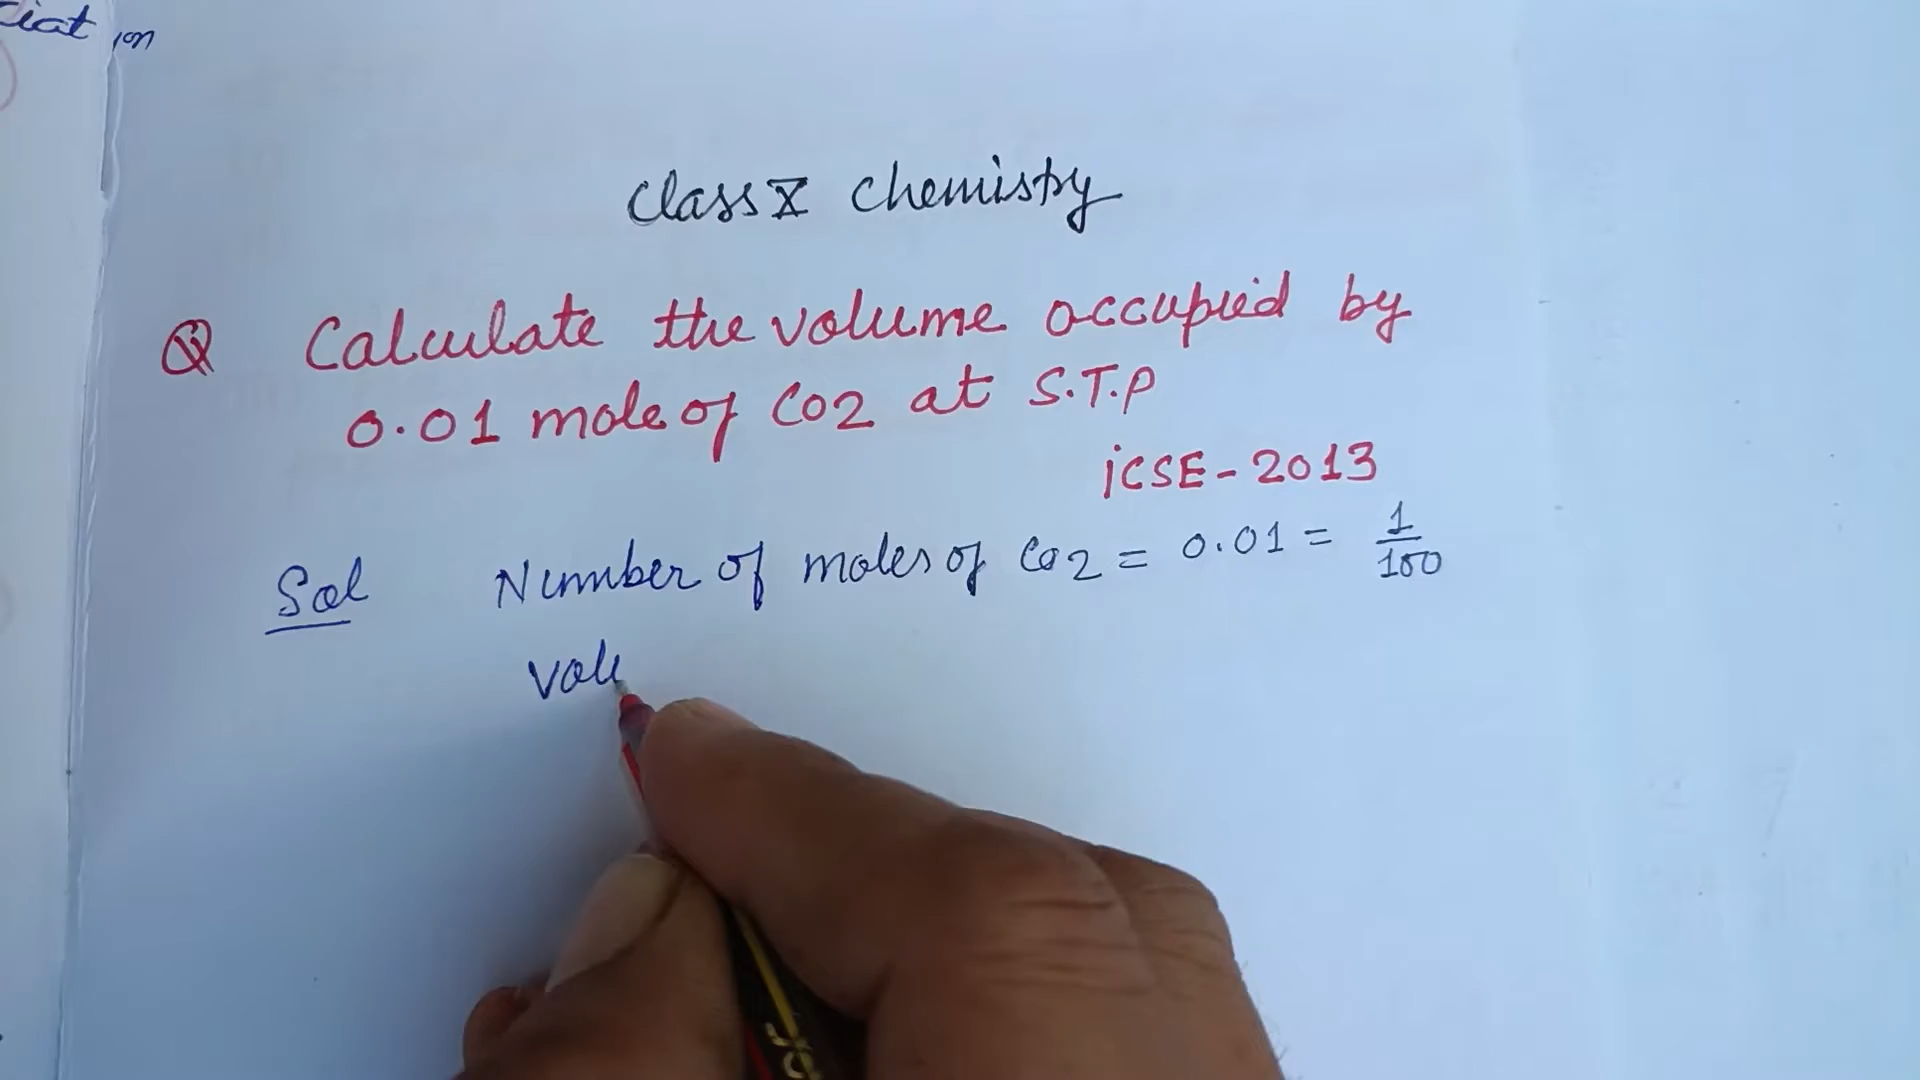 Class X Chemistry
Q Calculate the volume occupied by
0.01 mole of CO2 at S.T.P
iCSE-2013
Sol Number of moles of CO2 = 0.01 = 1/100
Volu